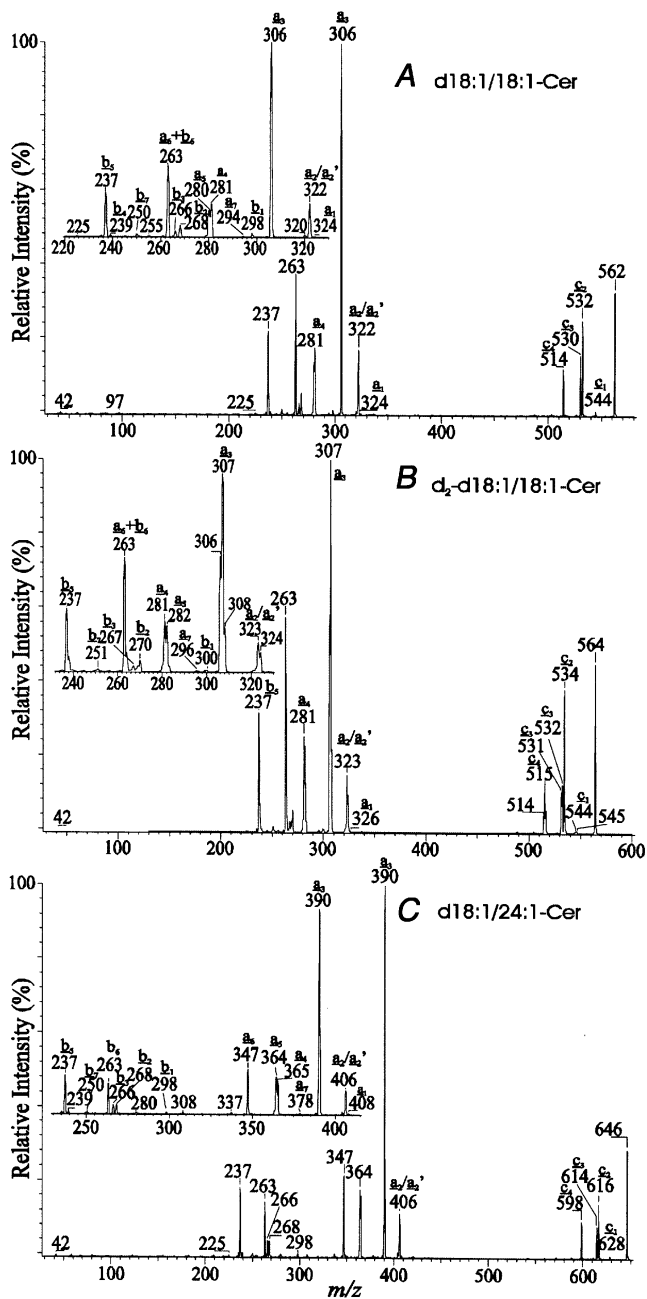 A d18:1/18:1-Cer
Relative Intensity (%)
100
a3
306
a3
306
a6+b6
263
b5
237
b4
239
b7
250
225
255
b3
266
b2
268
a5
280
a4
281
a7
294
b1
298
a2/a2'
322
320
a1
324
220 240 260 280 300 320
237
263
a4
281
a2/a2'
322
a1
324
42
97
225
c4
514
c3
530
c2
532
c1
544
562
100 200 300 400 500
B d2-d18:1/18:1-Cer
Relative Intensity (%)
100
a3
307
307
a3
306
308
a6+b6
263
b5
237
b7
251
b3
267
b2
270
a4
281
a5
282
a7
296
b1
300
a2/a2'
323
324
240 260 280 300 320
b5
237
263
a4
281
a2/a2'
323
a1
326
42
514
c4
515
c3
531
532
c2
534
c1
544
545
564
100 200 300 400 500 600
C d18:1/24:1-Cer
Relative Intensity (%)
100
a3
390
a3
390
b5
237
239
b7
250
b6
263
b3
266
b2
268
280
b1
298
308
337
a6
347
a5
364
a4
365
a7
378
a2/a2'
406
a1
408
250 300 350 400
237
263
266
268
298
347
364
a2/a2'
406
42
225
c4
598
c3
614
c2
616
c1
628
646
100 200 300 400 500 600
m/z